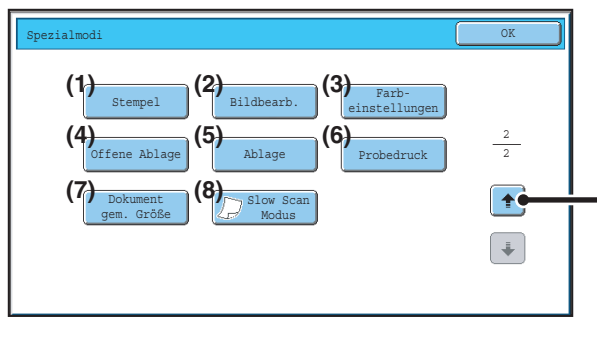 Spezialmodi
OK
(1) Stempel
(2) Bildbearb.
(3) Farb-
einstellungen
(4) Offene Ablage
(5) Ablage
(6) Probedruck
2
2
(7) Dokument
gem. Größe
(8) Slow Scan
Modus